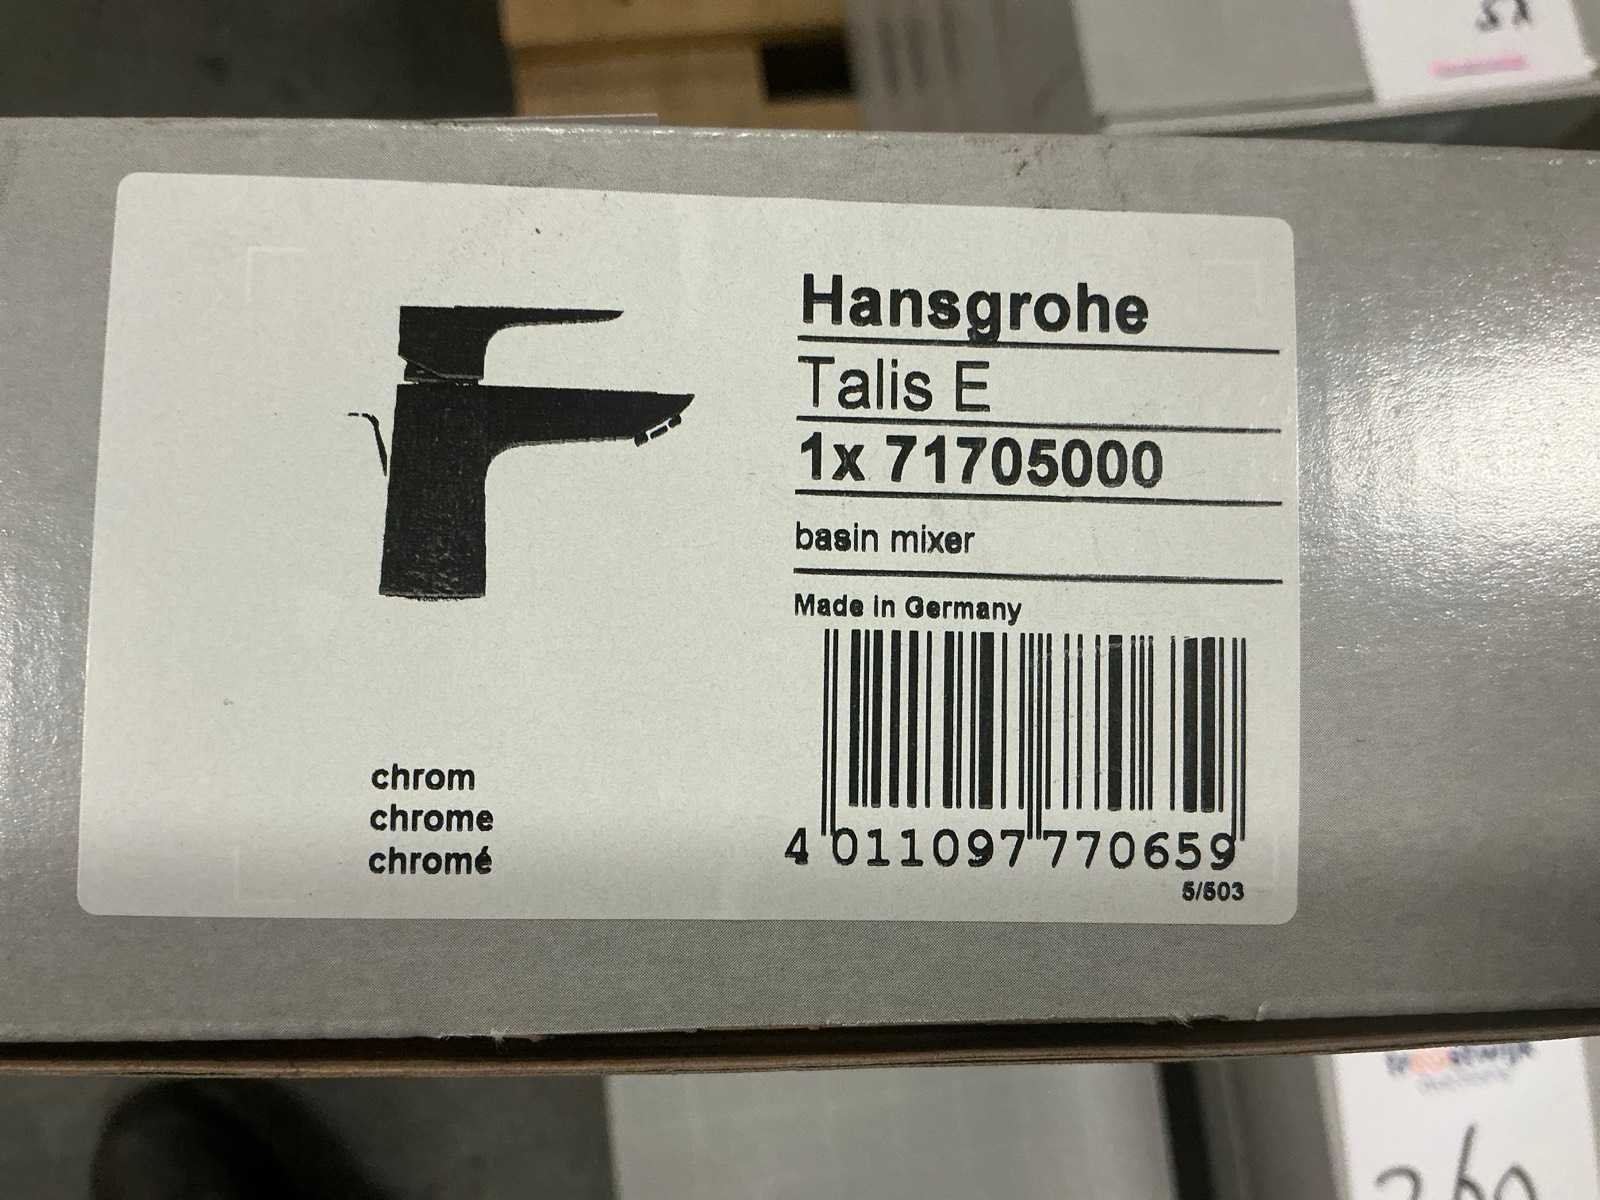 Hansgrohe
Talis E
1x 71705000
basin mixer
Made in Germany
chrom
chrome
chromé
4 011097 770659
5/503